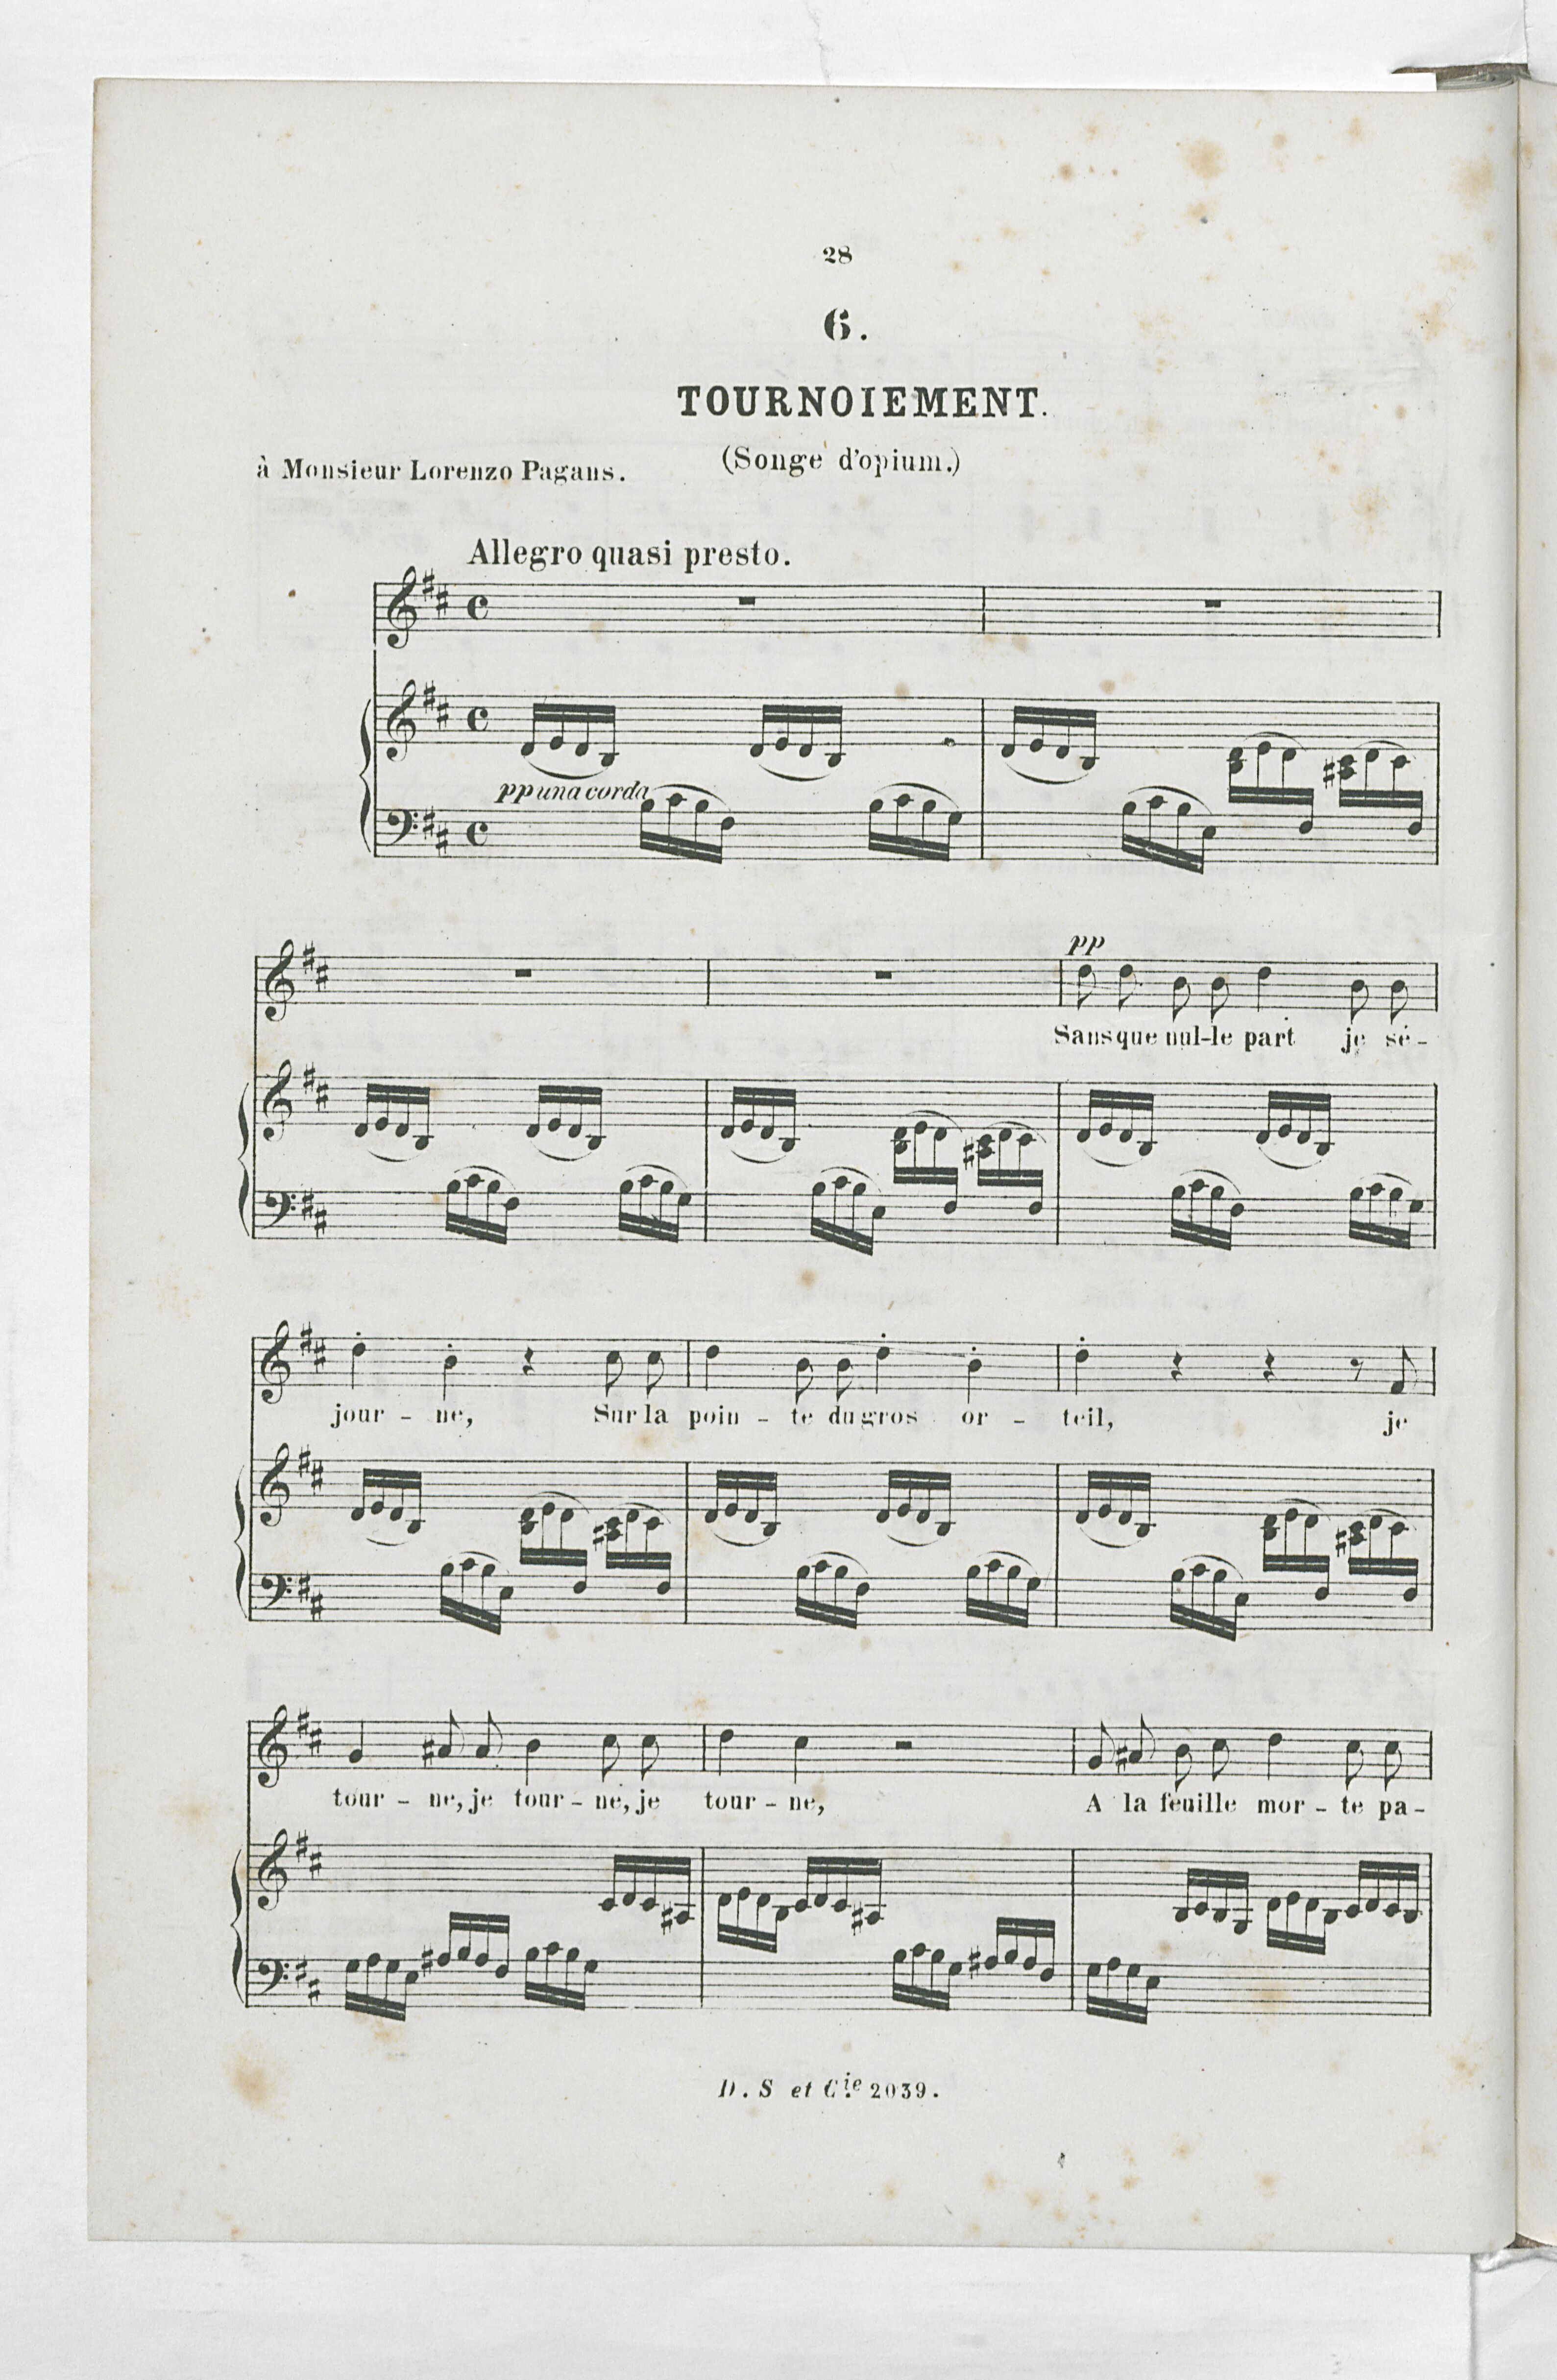 28
6.
TOURNOIEMENT.
(Songe d'opium.)
à Monsieur Lorenzo Pagans.
Allegro quasi presto.
pp una corda
pp
Sans que nul-le part je sé-
jour - ne, Sur la poin - te du gros or - teil, je
tour - ne, je tour - ne, je tour - ne, A la feuille mor - te pa-
D. S et Cie 2039.